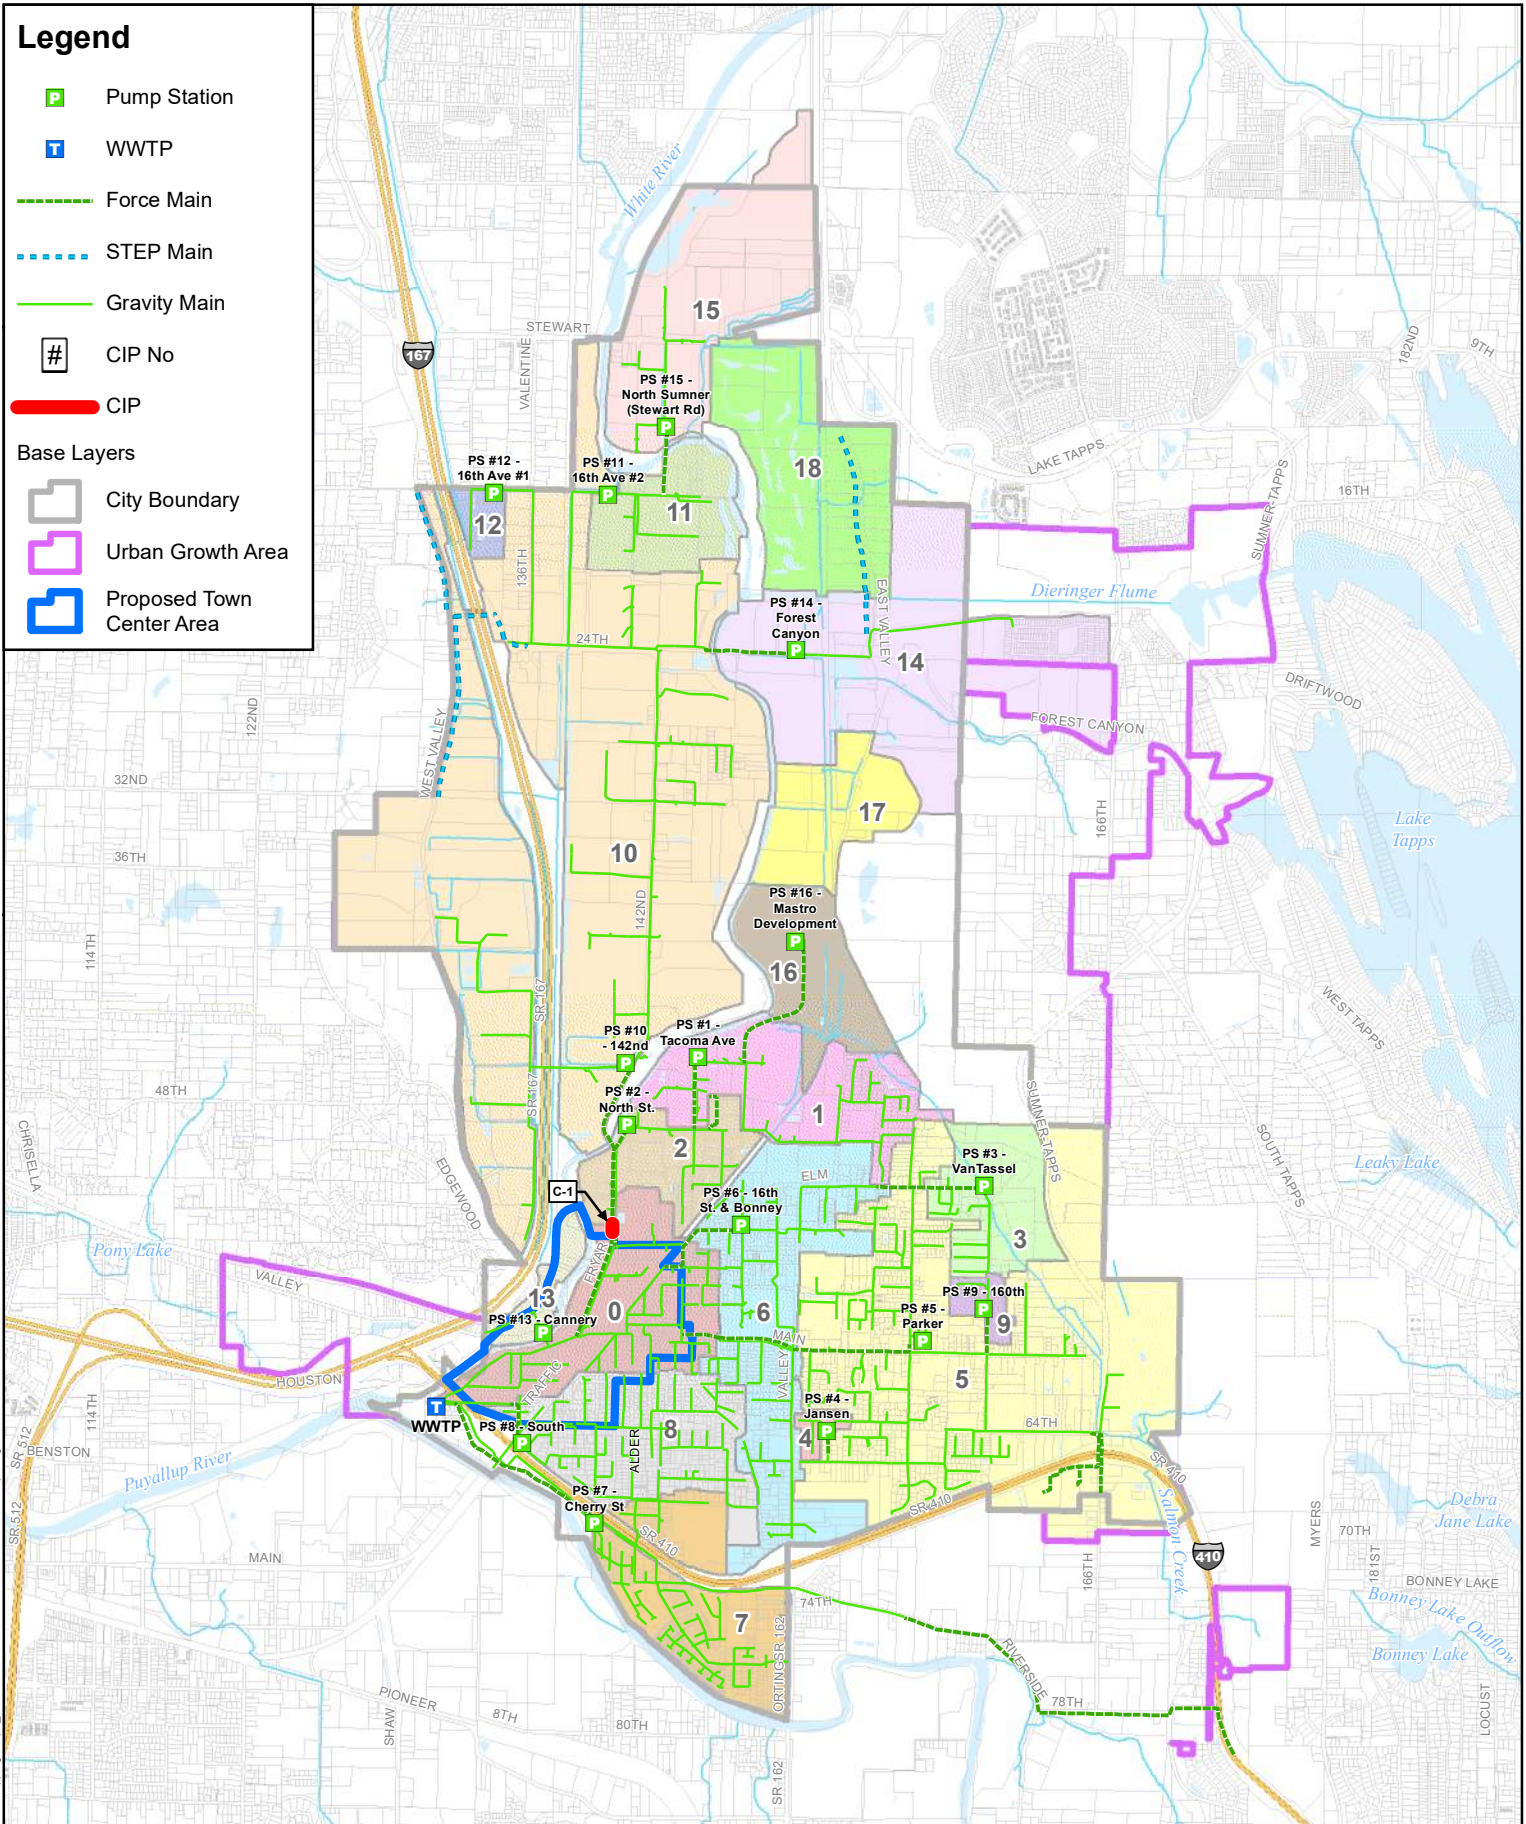 Legend
P Pump Station
T WWTP
Force Main
STEP Main
Gravity Main
# CIP No
CIP
Base Layers
City Boundary
Urban Growth Area
Proposed Town
Center Area
White River
STEWART
VALENTINE
167
15
PS #15 -
North Sumner
(Stewart Rd)
P
182ND
9TH
LAKE TAPPS
SUMNER-TAPPS
16TH
PS #12 -
16th Ave #1
P
PS #11 -
16th Ave #2
P
18
12
11
136TH
Dieringer Flume
EAST VALLEY
PS #14 -
Forest
Canyon
P
24TH
14
122ND
WEST VALLEY
DRIFTWOOD
FOREST CANYON
32ND
17
166TH
Lake
Tapps
36TH
10
142ND
PS #16 -
Mastro
Development
P
16
114TH
SR 167
WEST TAPPS
PS #10
- 142nd
P
PS #1 -
Tacoma Ave
P
48TH
SR 167
PS #2 -
North St.
P
1
SUMNER-TAPPS
CHRISELLA
EDGEWOOD
2
SOUTH TAPPS
Leaky Lake
ELM
PS #3 -
VanTassel
P
C-1
PS #6 - 16th
St. & Bonney
P
3
Pony Lake
VALLEY
FRYAR
13
0
6
PS #9 - 160th
P
9
PS #13 - Cannery
P
PS #5 -
Parker
P
MAIN
HOUSTON
TRAFFIC
VALLEY
5
114TH
T
WWTP
PS #8 - South
P
8
ALDER
PS #4 -
Jansen
P
4
64TH
BENSTON
SR 512
Puyallup River
SR 410
PS #7 -
Cherry St
P
SR 410
SR 410
Salmon Creek
MYERS
Debra
Jane Lake
70TH
SR 512
MAIN
410
166TH
181ST
BONNEY LAKE
Bonney Lake Outflow
74TH
7
ORTING SR 162
RIVERSIDE
Bonney Lake
PIONEER
SHAW
8TH
80TH
78TH
LOCUST
SR 162